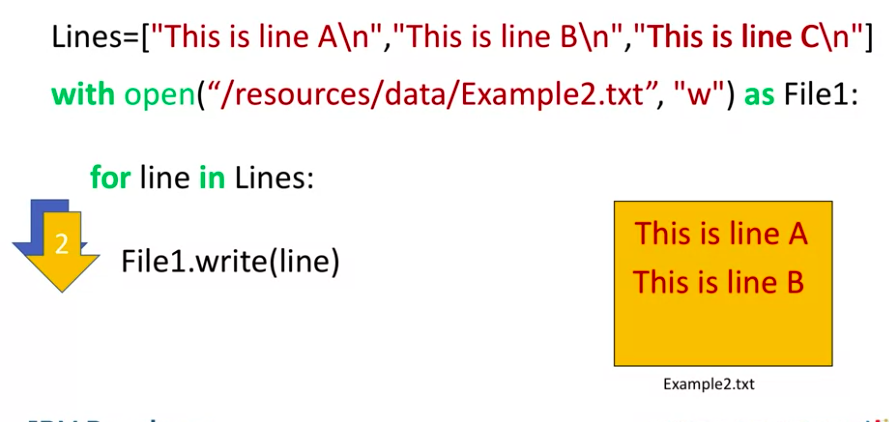 Lines=["This is line A\n","This is line B\n","This is line C\n"]
with open(“/resources/data/Example2.txt”, "w") as File1:
for line in Lines:
2
File1.write(line)
This is line A
This is line B
Example2.txt